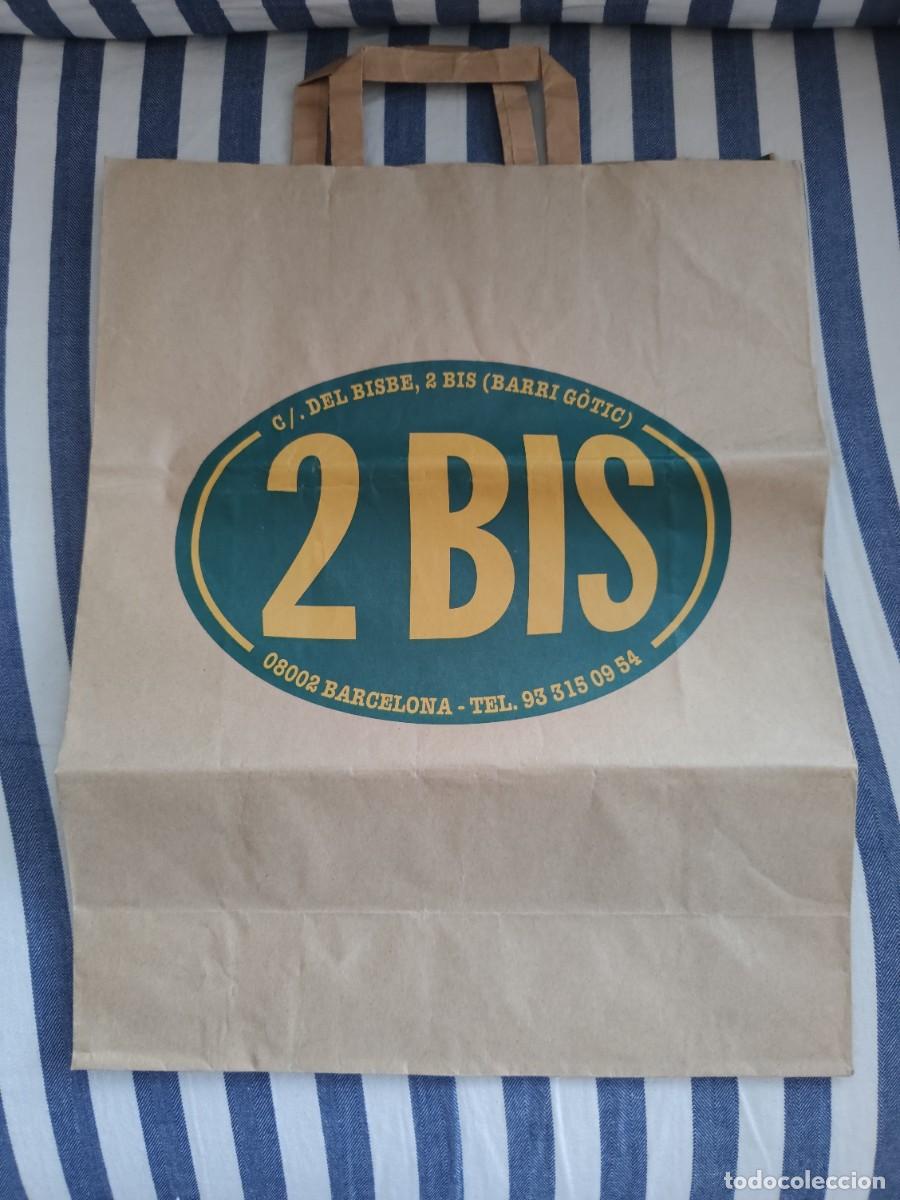 C/. DEL BISBE, 2 BIS (BARRI GÒTIC)
2 BIS
08002 BARCELONA - TEL. 93 315 09 54
todocoleccion